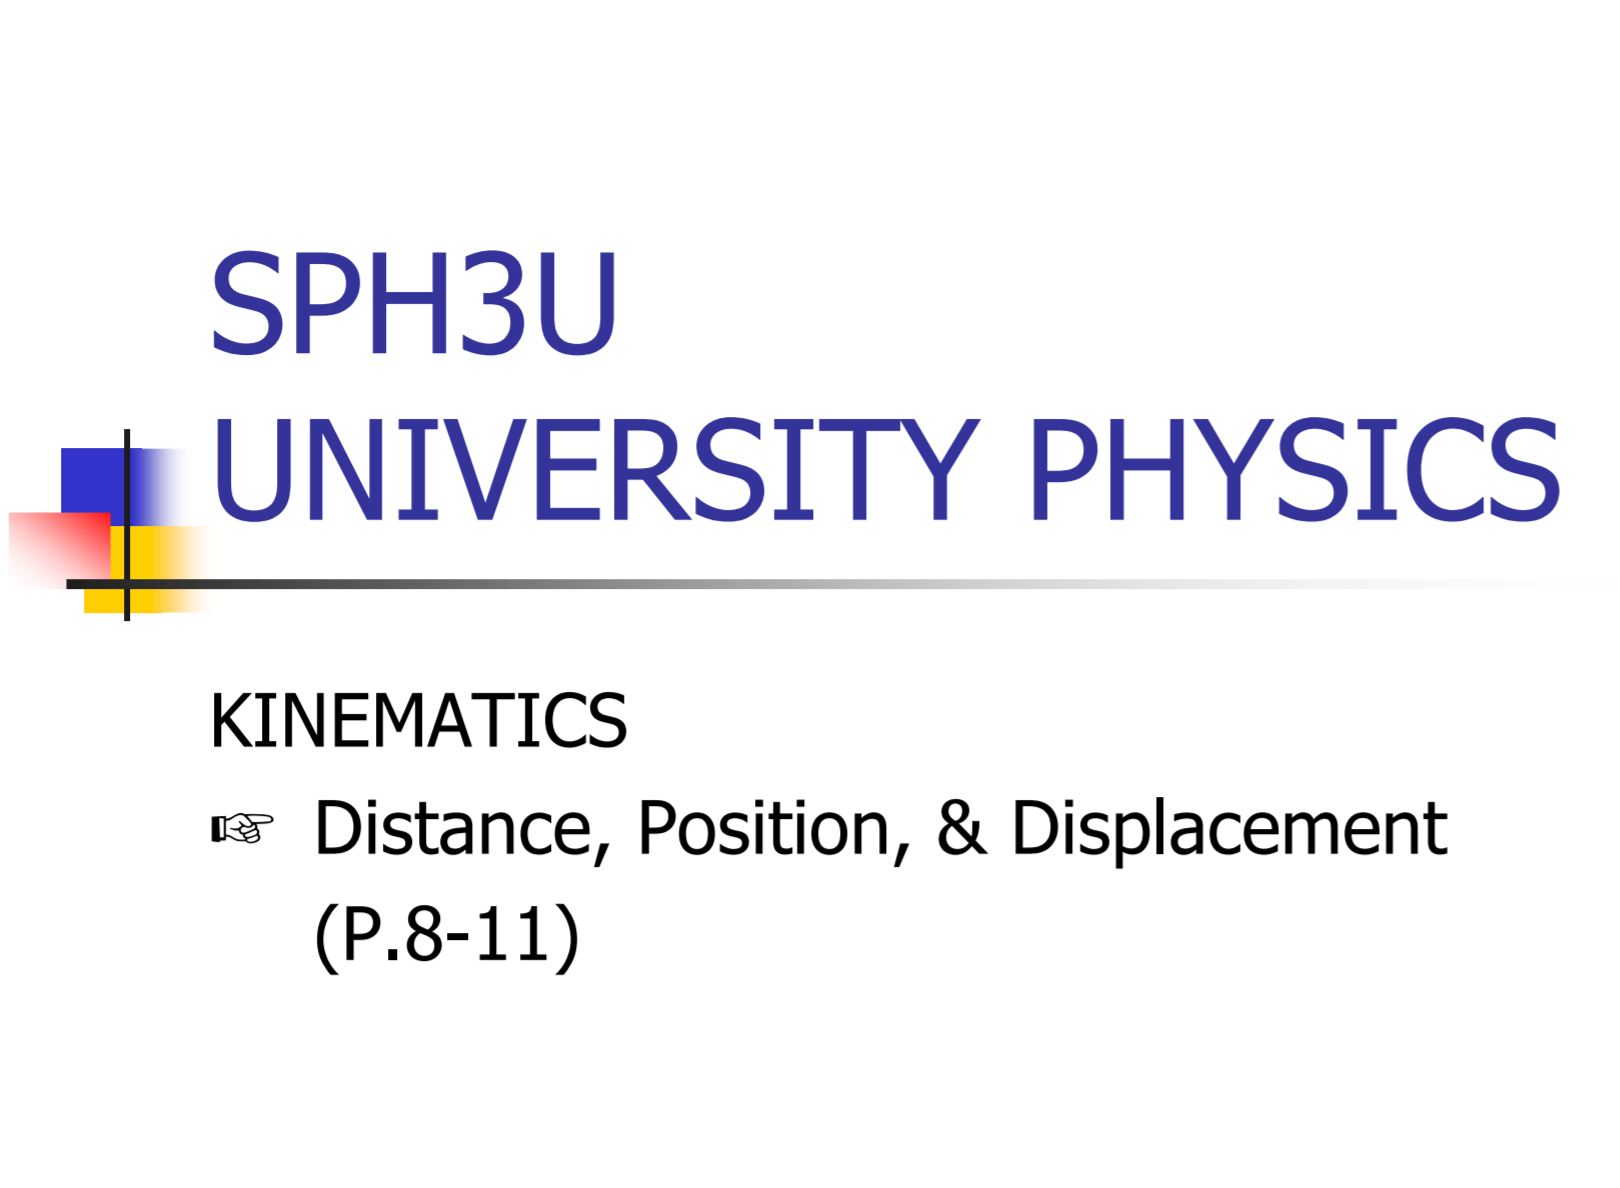 SPH3U
UNIVERSITY PHYSICS
KINEMATICS
☞ Distance, Position, & Displacement
(P.8-11)